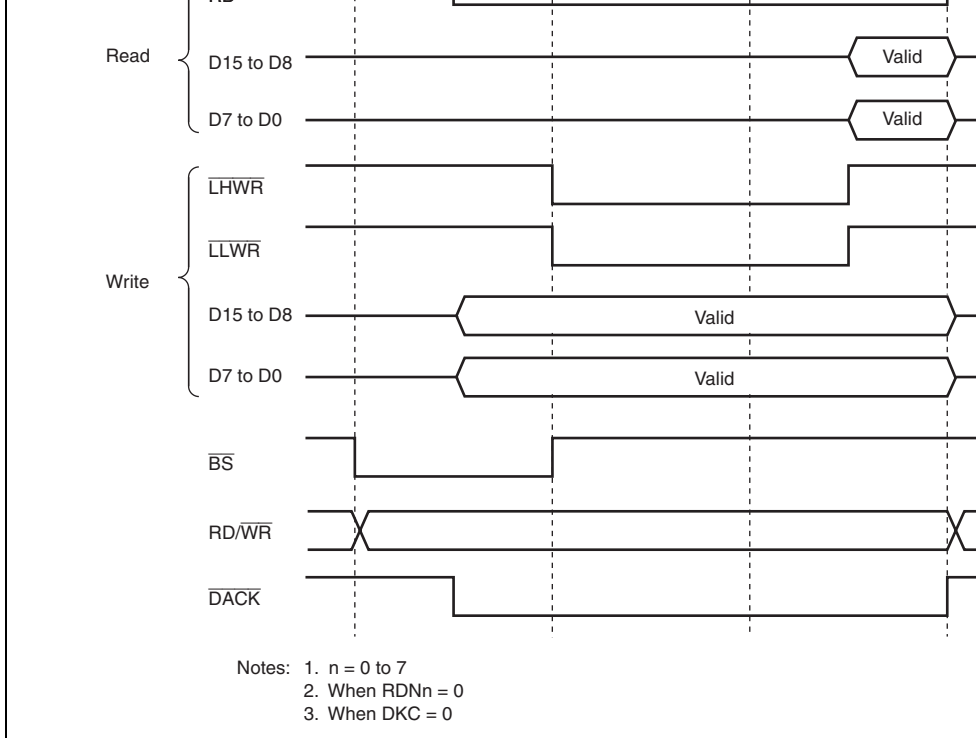 Read
D15 to D8
Valid
D7 to D0
Valid
LHWR
LLWR
Write
D15 to D8
Valid
D7 to D0
Valid
BS
RD/WR
DACK
Notes: 1. n = 0 to 7
2. When RDNn = 0
3. When DKC = 0